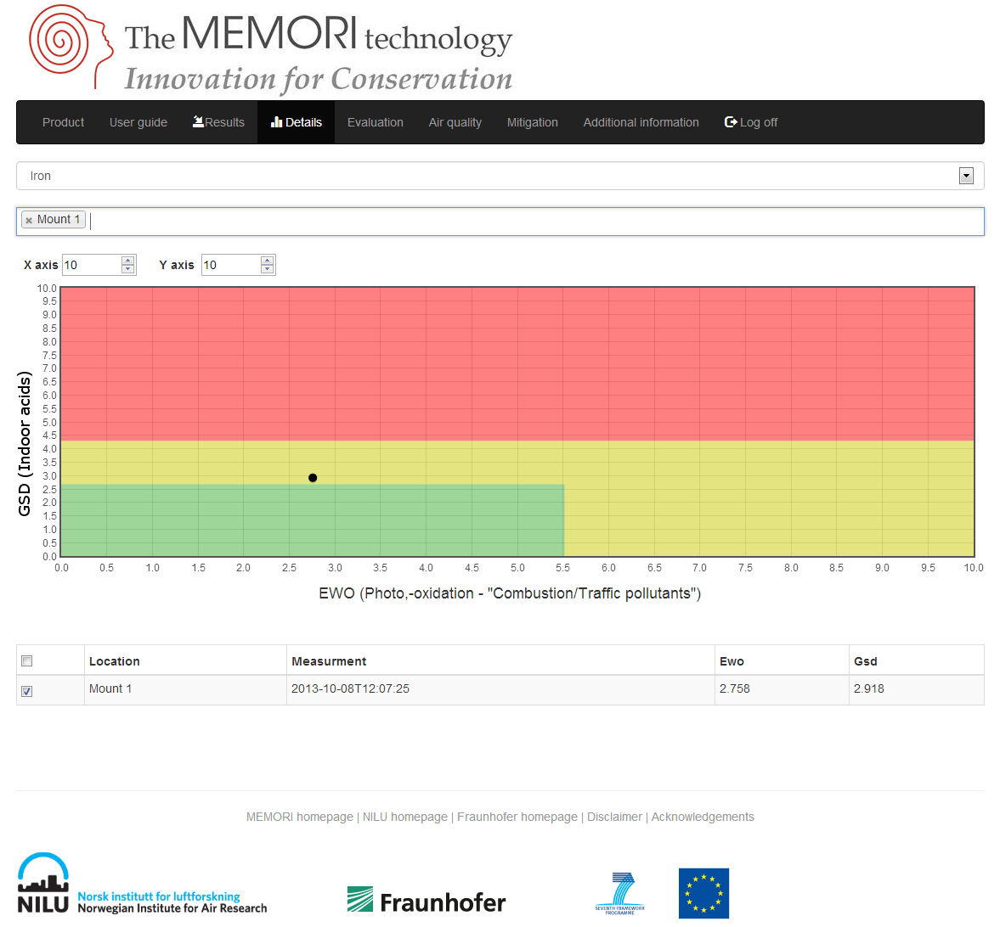 The MEMORI technology
Innovation for Conservation
Product User guide Results Details Evaluation Air quality Mitigation Additional information Log off
Iron
× Mount 1
X axis 10 Y axis 10
10.0
9.5
9.0
8.5
8.0
7.5
7.0
6.5
6.0
5.5
5.0
4.5
4.0
3.5
3.0
2.5
2.0
1.5
1.0
0.5
0.0
GSD (Indoor acids)
0.0 0.5 1.0 1.5 2.0 2.5 3.0 3.5 4.0 4.5 5.0 5.5 6.0 6.5 7.0 7.5 8.0 8.5 9.0 9.5 10.0
EWO (Photo,-oxidation - "Combustion/Traffic pollutants")
Location Measurment Ewo Gsd
Mount 1 2013-10-08T12:07:25 2.758 2.918
MEMORI homepage | NILU homepage | Fraunhofer homepage | Disclaimer | Acknowledgements
NILU
Norsk institutt for luftforskning
Norwegian Institute for Air Research
Fraunhofer
SEVENTH FRAMEWORK
PROGRAMME